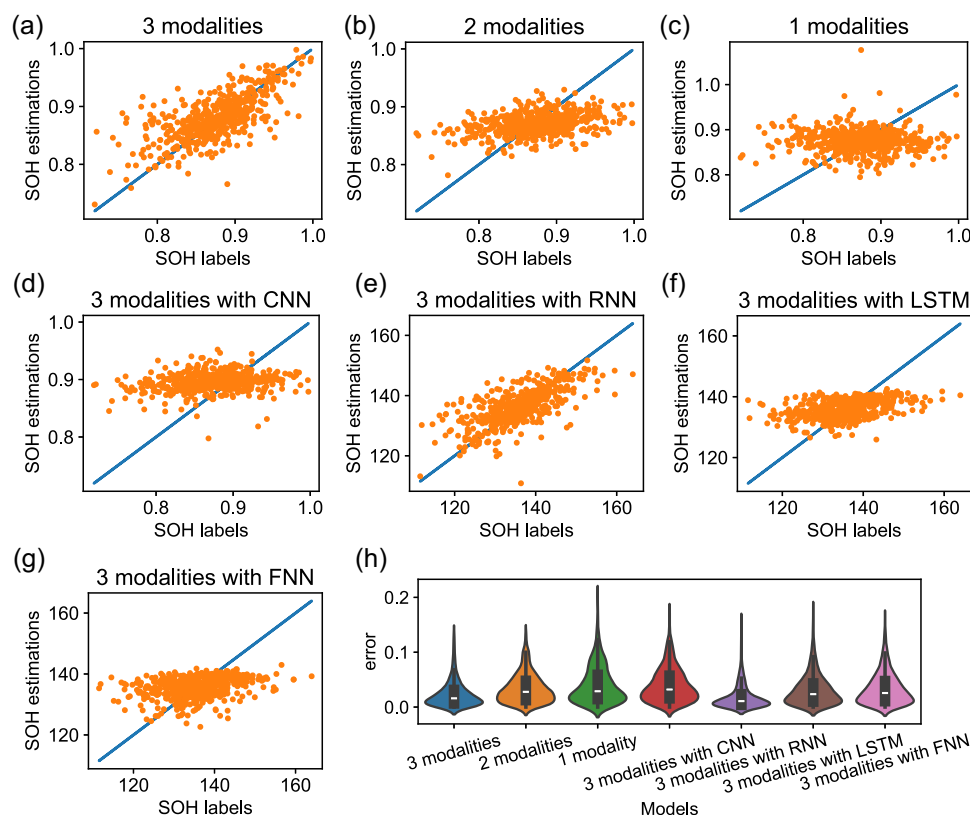 (a)
3 modalities
SOH estimations
1.0
0.9
0.8
0.8
0.9
1.0
SOH labels
(b)
2 modalities
SOH estimations
1.0
0.9
0.8
0.8
0.9
1.0
SOH labels
(c)
1 modalities
SOH estimations
1.0
0.9
0.8
0.8
0.9
1.0
SOH labels
(d)
3 modalities with CNN
SOH estimations
1.0
0.9
0.8
0.8
0.9
1.0
SOH labels
(e)
3 modalities with RNN
SOH estimations
160
140
120
120
140
160
SOH labels
(f)
3 modalities with LSTM
SOH estimations
160
140
120
120
140
160
SOH labels
(g)
3 modalities with FNN
SOH estimations
160
140
120
120
140
160
SOH labels
(h)
error
0.2
0.1
0.0
3 modalities
2 modalities
1 modality
3 modalities with CNN
3 modalities with RNN
3 modalities with LSTM
3 modalities with FNN
Models